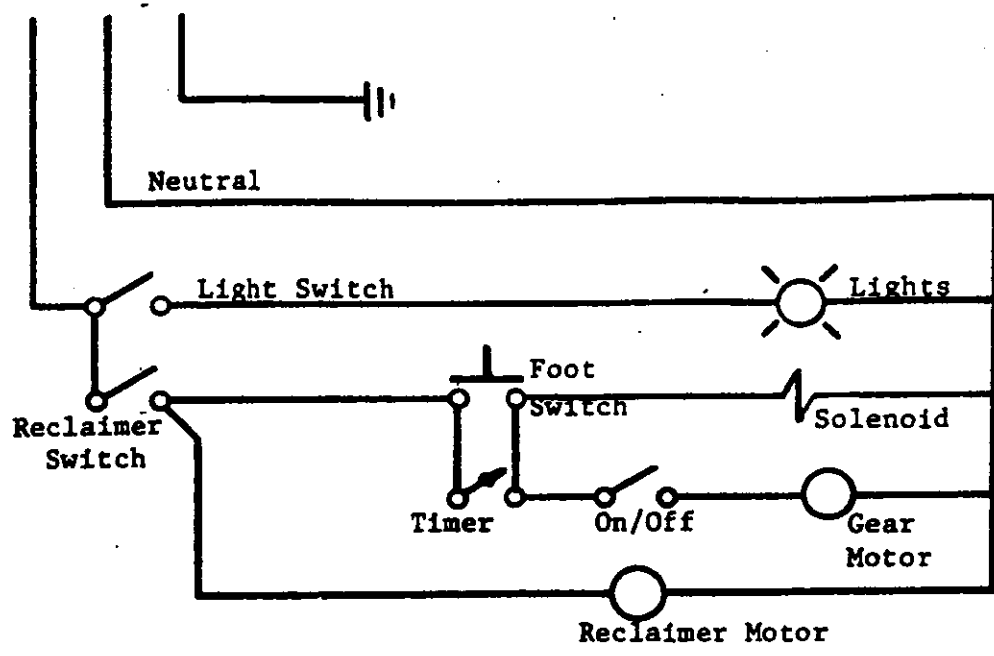 Neutral
Light Switch
Lights
Foot
Switch
Solenoid
Reclaimer
Switch
Timer
On/Off
Gear
Motor
Reclaimer Motor